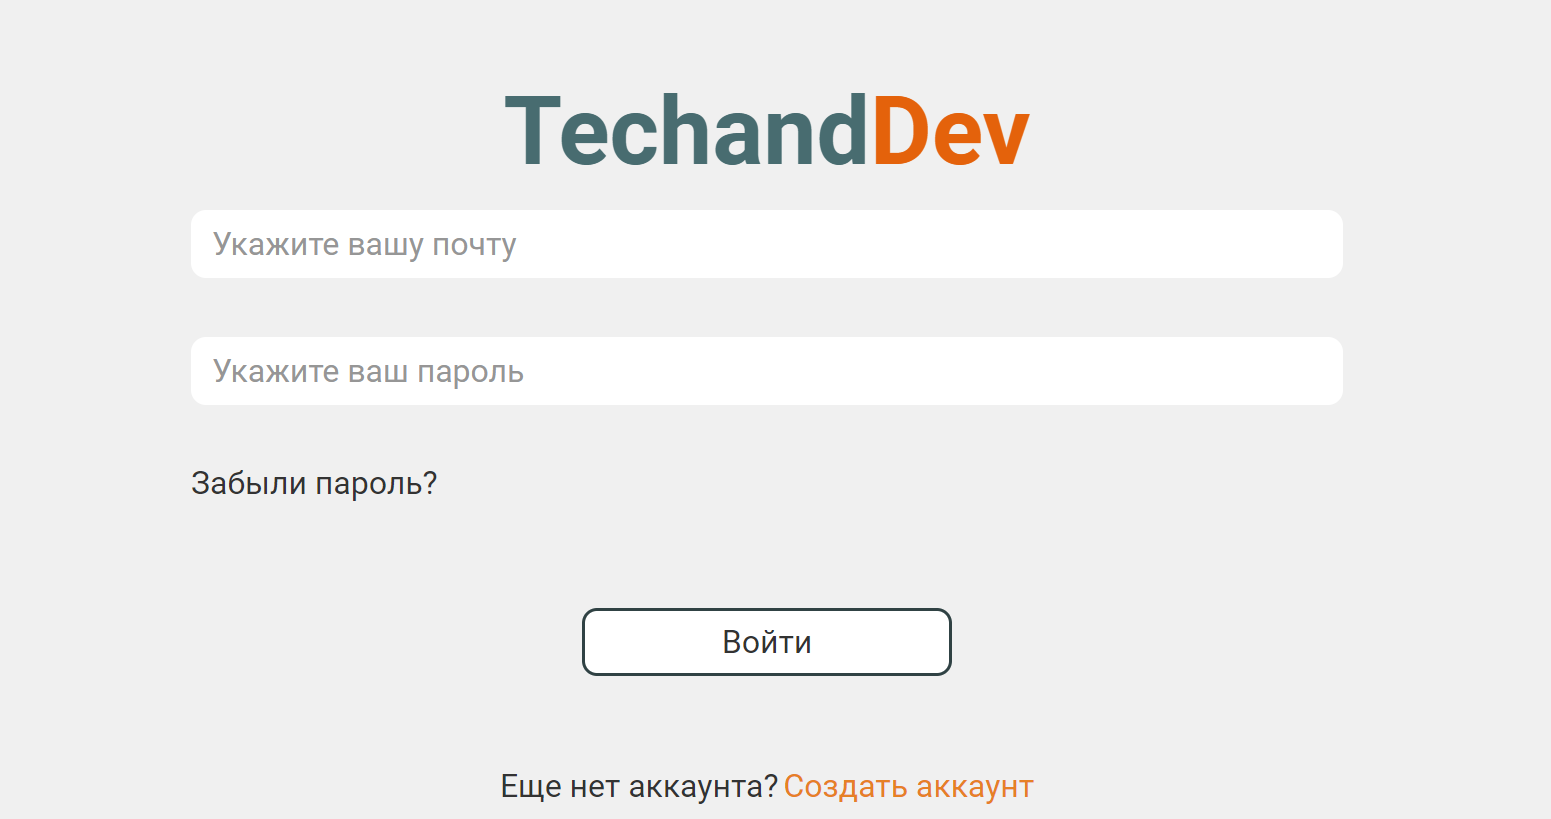 TechandDev
Укажите вашу почту
Укажите ваш пароль
Забыли пароль?
Войти
Еще нет аккаунта? Создать аккаунт